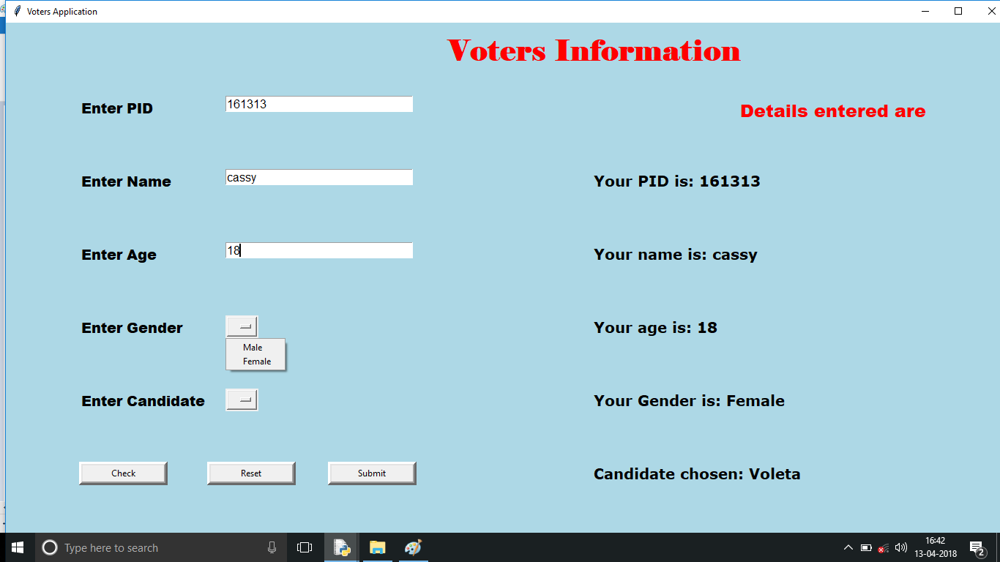 Voters Application
Voters Information
Enter PID
161313
Details entered are
Enter Name
cassy
Your PID is: 161313
Enter Age
18
Your name is: cassy
Enter Gender
Male
Female
Your age is: 18
Enter Candidate
Your Gender is: Female
Check
Reset
Submit
Candidate chosen: Voleta
Type here to search
16:42
13-04-2018
2